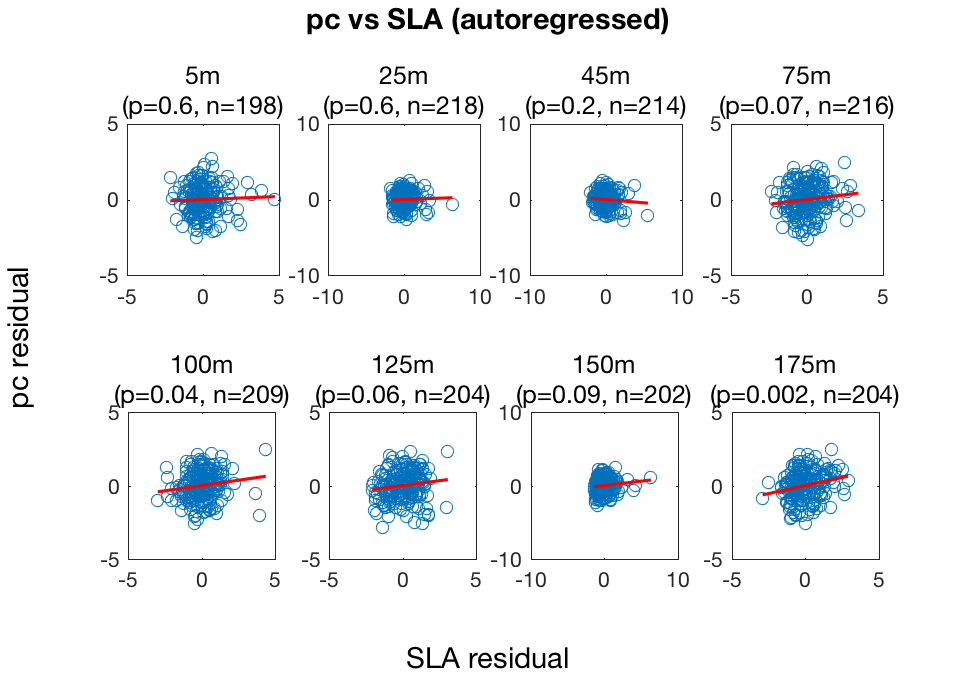 pc vs SLA (autoregressed)
5m
(p=0.6, n=198)
25m
(p=0.6, n=218)
45m
(p=0.2, n=214)
75m
(p=0.07, n=216)
5
0
-5
-5
0
5
10
0
-10
-10
0
10
10
0
-10
-10
0
10
5
0
-5
-5
0
5
pc residual
100m
(p=0.04, n=209)
125m
(p=0.06, n=204)
150m
(p=0.09, n=202)
175m
(p=0.002, n=204)
5
0
-5
-5
0
5
5
0
-5
-5
0
5
10
0
-10
-10
0
10
5
0
-5
-5
0
5
SLA residual